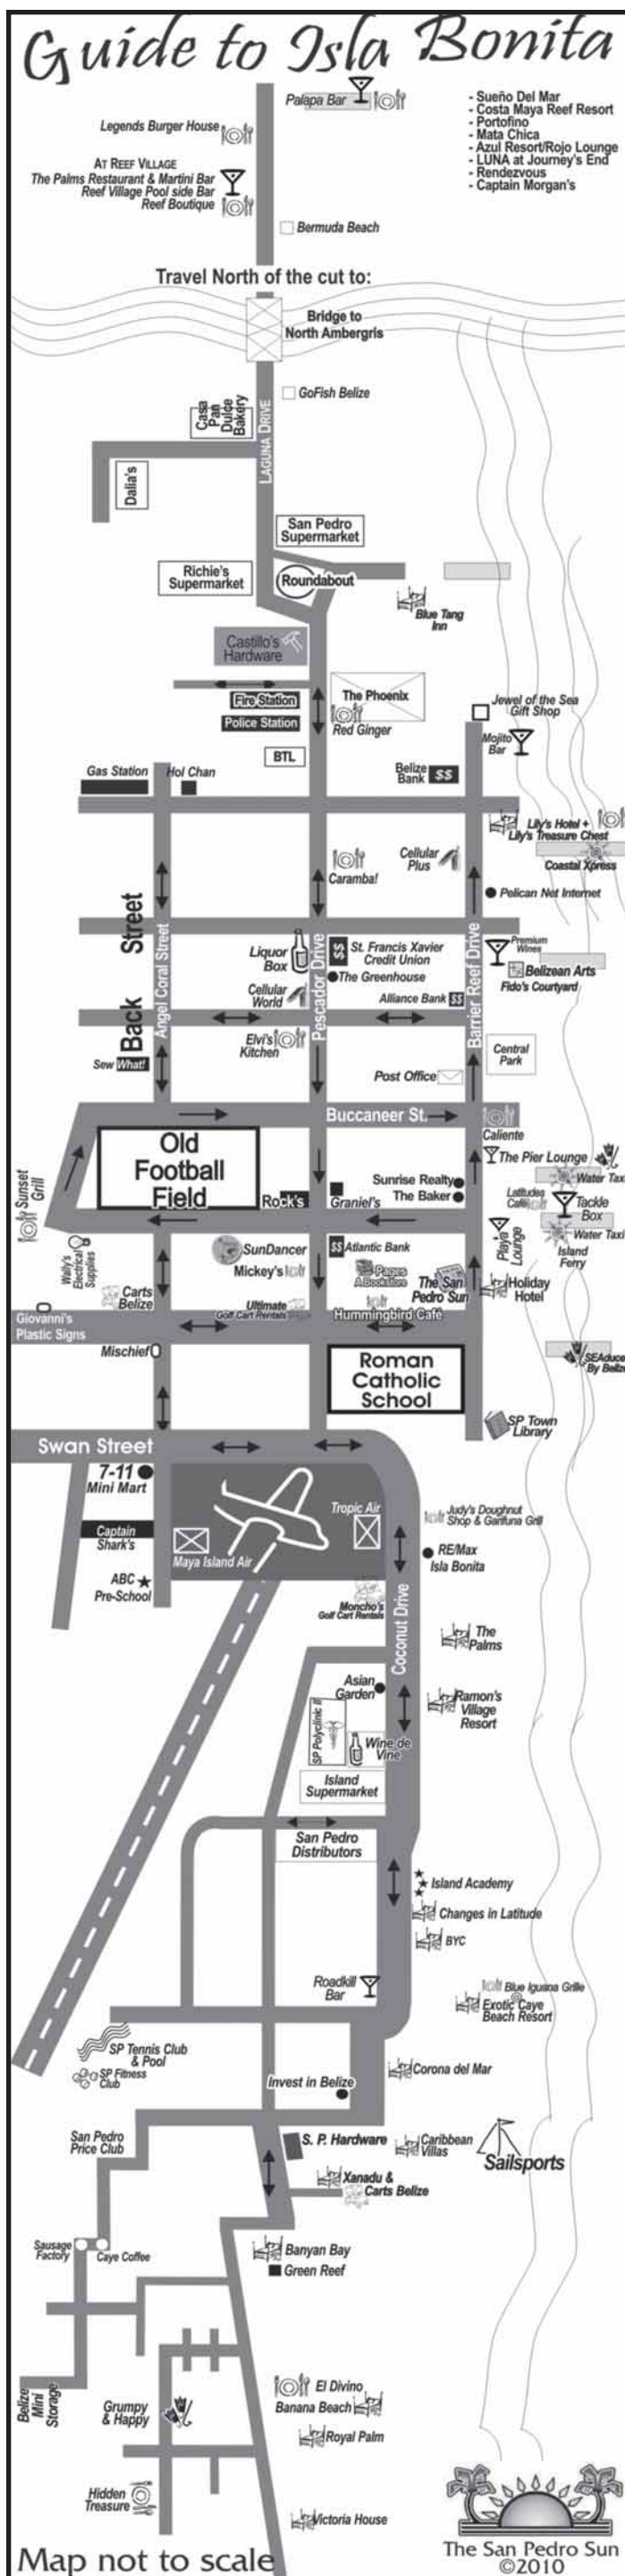 Guide to Isla Bonita
Palapa Bar
- Sueño Del Mar
- Costa Maya Reef Resort
- Portofino
- Mata Chica
- Azul Resort/Rojo Lounge
- LUNA at Journey's End
- Rendezvous
- Captain Morgan's
Legends Burger House
AT REEF VILLAGE
The Palms Restaurant & Martini Bar
Reef Village Pool side Bar
Reef Boutique
Bermuda Beach
Travel North of the cut to:
Bridge to
North Ambergris
GoFish Belize
Casa
Pan
Dulce
Bakery
LAGUNA DRIVE
Dalia's
San Pedro
Supermarket
Richie's
Supermarket
Roundabout
Blue Tang
Inn
Castillo's
Hardware
Fire Station
Police Station
The Phoenix
Red Ginger
Jewel of the Sea
Gift Shop
Mojito
Bar
BTL
Belize
Bank $$
Gas Station
Hol Chan
Lily's Hotel +
Lily's Treasure Chest
Coastal Xpress
Caramba!
Cellular
Plus
Pelican Net Internet
Back Street
Angel Coral Street
Pescador Drive
Barrier Reef Drive
Liquor
Box
$$
St. Francis Xavier
Credit Union
The Greenhouse
Premium
Wines
Belizean Arts
Fido's Courtyard
Cellular
World
Alliance Bank $$
Elvi's
Kitchen
Central
Park
Sew What!
Post Office
Buccaneer St.
Caliente
Old
Football
Field
The Pier Lounge
Water Taxi
Sunset
Grill
Rock's
Graniel's
Sunrise Realty
The Baker
Latitudes
Café
Tackle
Box
Water Taxi
Island
Ferry
Playa
Lounge
Wally's
Electrical
Supplies
SunDancer
Mickey's
$$ Atlantic Bank
Pages
A Bookstore
The San
Pedro Sun
Holiday
Hotel
Carts
Belize
Ultimate
Golf Cart Rentals
Hummingbird Café
Giovanni's
Plastic Signs
Mischief
Roman
Catholic
School
SEAduced
By Belize
SP Town
Library
Swan Street
7-11
Mini Mart
Captain
Shark's
ABC
Pre-School
Maya Island Air
Tropic Air
Judy's Doughnut
Shop & Garifuna Grill
RE/Max
Isla Bonita
Moncho's
Golf Cart Rentals
Coconut Drive
The
Palms
Asian
Garden
Ramon's
Village
Resort
SP Polyclinic II
Wine de
Vine
Island
Supermarket
San Pedro
Distributors
Island Academy
Changes in Latitude
BYC
Roadkill
Bar
Blue Iguana Grille
Exotic Caye
Beach Resort
SP Tennis Club
& Pool
SP Fitness
Club
Corona del Mar
Invest in Belize
San Pedro
Price Club
S. P. Hardware
Caribbean
Villas
Sailsports
Xanadu &
Carts Belize
Sausage
Factory
Caye Coffee
Banyan Bay
Green Reef
Belize
Mini
Storage
Grumpy
& Happy
El Divino
Banana Beach
Royal Palm
Hidden
Treasure
Victoria House
Map not to scale
The San Pedro Sun
©2010